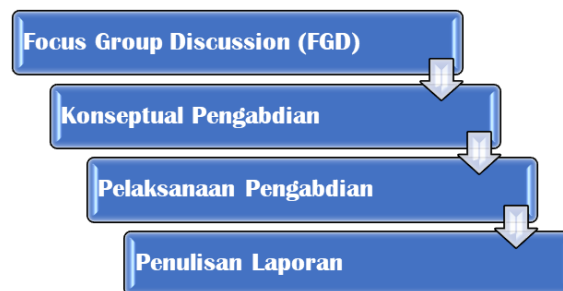 Focus Group Discussion (FGD)
Konseptual Pengabdian
Pelaksanaan Pengabdian
Penulisan Laporan